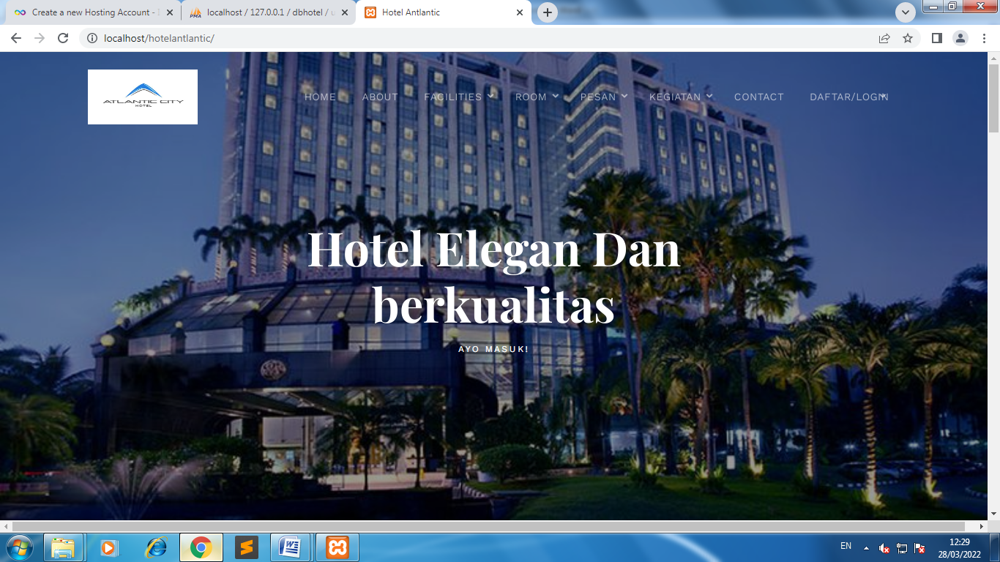 Create a new Hosting Account -
localhost / 127.0.0.1 / dbhotel / u
Hotel Antlantic
localhost/hotelantlantic/
ATLANTIC CITY
HOTEL
HOME ABOUT FACILITIES ROOM PESAN KEGIATAN CONTACT DAFTAR/LOGIN
Hotel Elegan Dan
berkualitas
AYO MASUK!
EN
12:29
28/03/2022